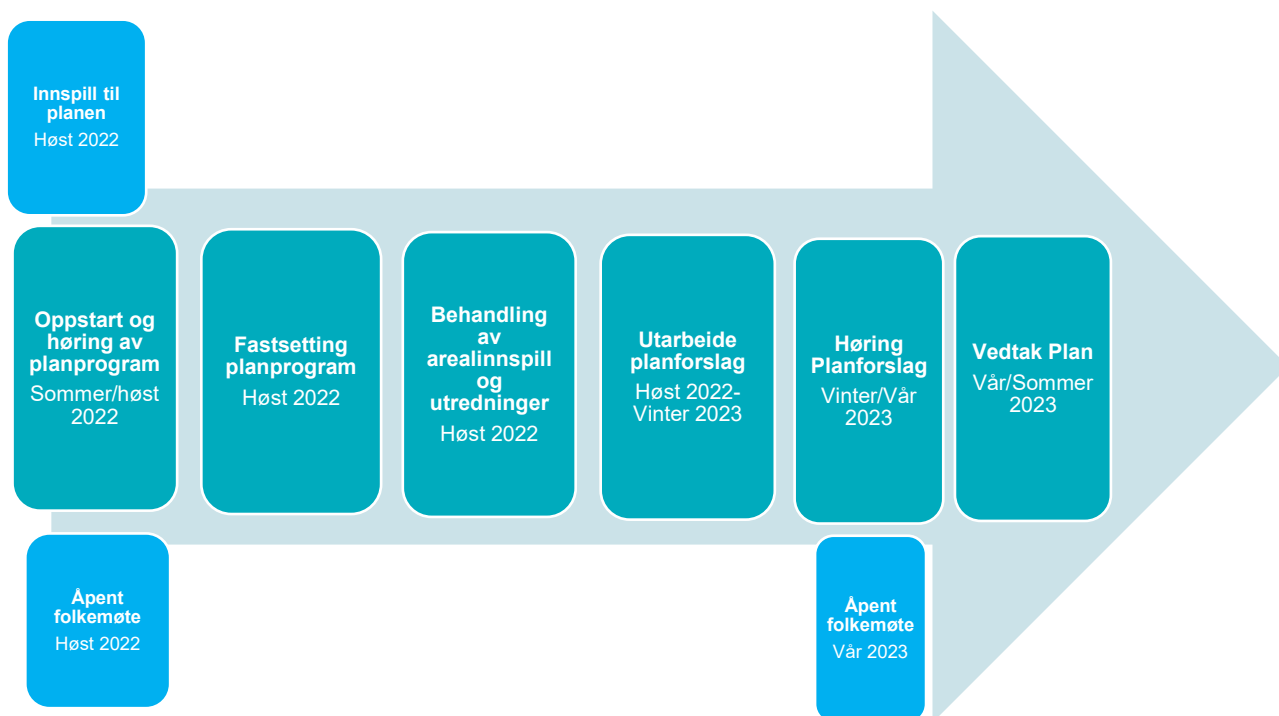 Innspill til
planen
Høst 2022
Oppstart og
høring av
planprogram
Sommer/høst
2022
Fastsetting
planprogram
Høst 2022
Behandling
av
arealinnspill
og
utredninger
Høst 2022
Utarbeide
planforslag
Høst 2022-
Vinter 2023
Høring
Planforslag
Vinter/Vår
2023
Vedtak Plan
Vår/Sommer
2023
Åpent
folkemøte
Høst 2022
Åpent
folkemøte
Vår 2023